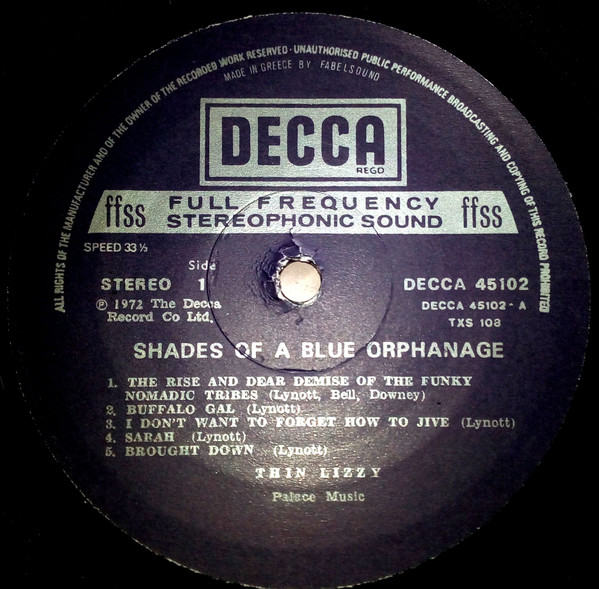 ALL RIGHTS OF THE MANUFACTURER AND OF THE OWNER OF THE RECORDED WORK RESERVED · UNAUTHORISED PUBLIC PERFORMANCE BROADCASTING AND COPYING OF THIS RECORD PROHIBITED
MADE IN GREECE BY FABELSOUND
DECCA
REGD
ffss FULL FREQUENCY STEREOPHONIC SOUND ffss
SPEED 33⅓
Side
STEREO 1 DECCA 45102
℗ 1972 The Decca DECCA 45102 - A
Record Co Ltd. TXS 108
SHADES OF A BLUE ORPHANAGE
1. THE RISE AND DEAR DEMISE OF THE FUNKY
NOMADIC TRIBES (Lynott, Bell, Downey)
2. BUFFALO GAL (Lynott)
3. I DON'T WANT TO FORGET HOW TO JIVE (Lynott)
4. SARAH (Lynott)
5. BROUGHT DOWN (Lynott)
THIN LIZZY
Palace Music